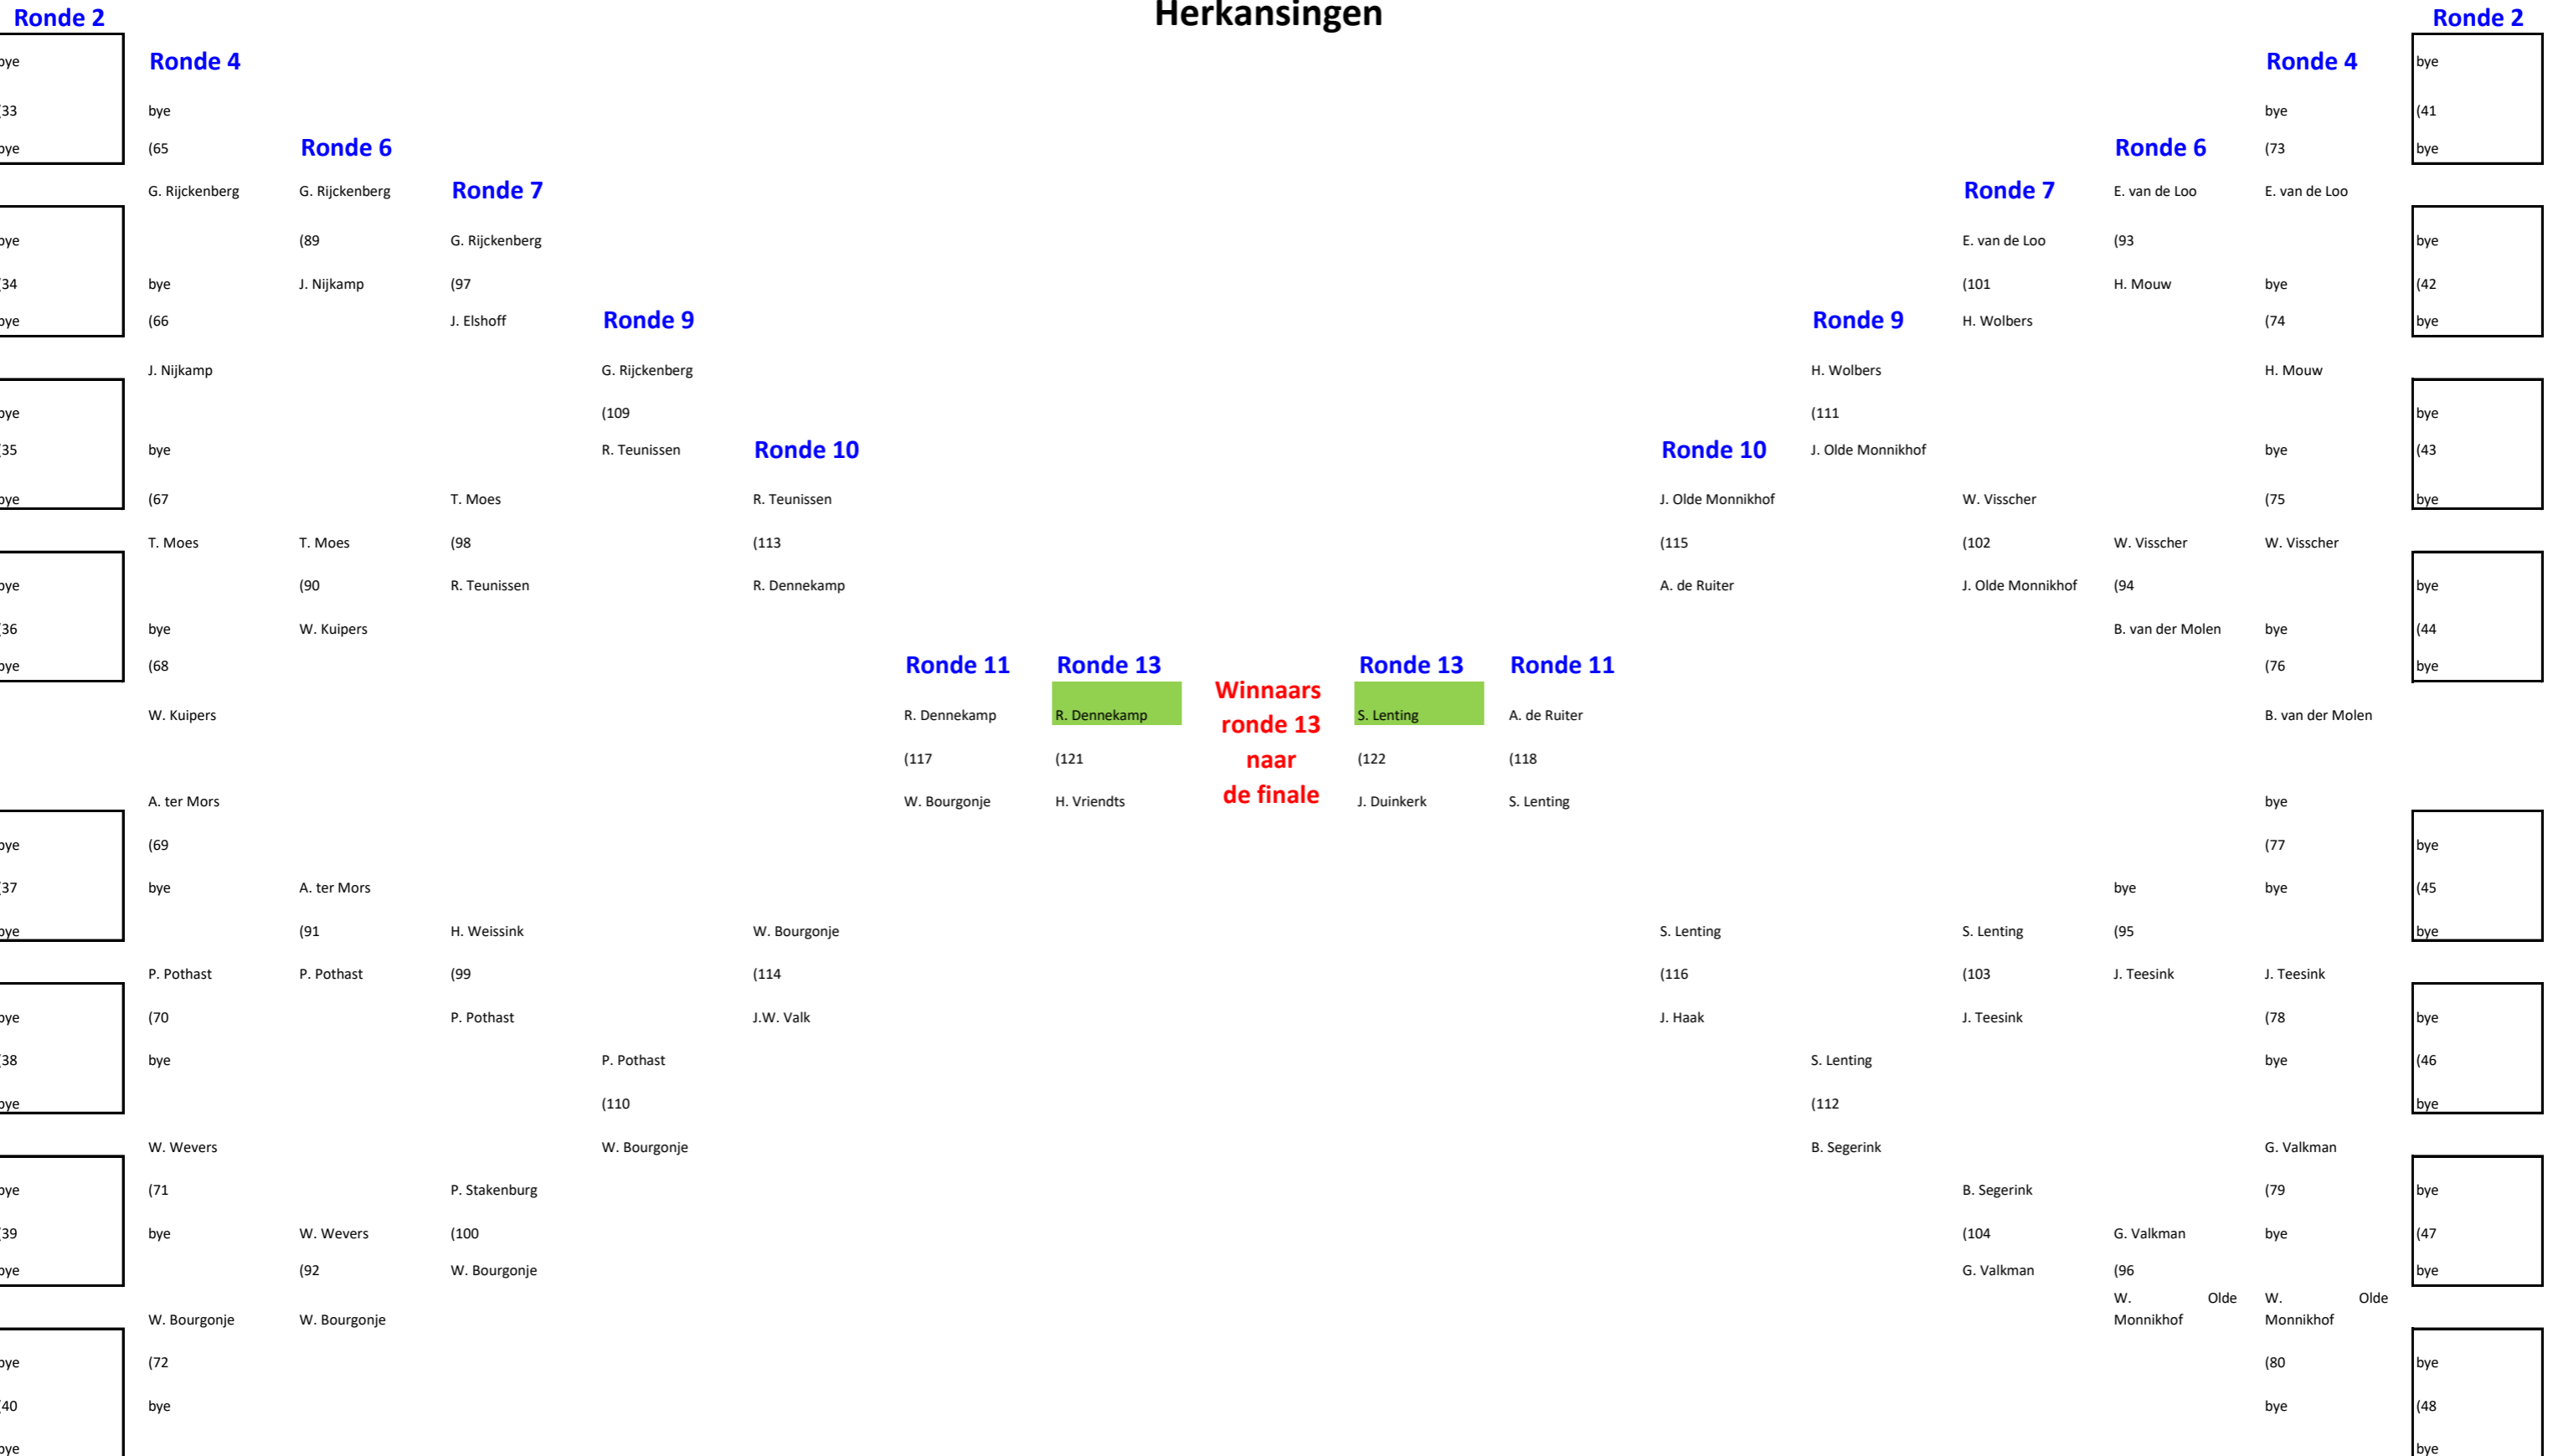 Herkansingen
Ronde 2 Ronde 2
bye Ronde 4 Ronde 4 bye
(33 bye bye (41
bye (65 Ronde 6 Ronde 6 (73 bye
G. Rijckenberg G. Rijckenberg Ronde 7 Ronde 7 E. van de Loo E. van de Loo
bye (89 G. Rijckenberg E. van de Loo (93 bye
(34 bye J. Nijkamp (97 (101 H. Mouw bye (42
bye (66 J. Elshoff Ronde 9 Ronde 9 H. Wolbers (74 bye
J. Nijkamp G. Rijckenberg H. Wolbers H. Mouw
bye (109 (111 bye
(35 bye R. Teunissen Ronde 10 Ronde 10 J. Olde Monnikhof bye (43
bye (67 T. Moes R. Teunissen J. Olde Monnikhof W. Visscher (75 bye
T. Moes T. Moes (98 (113 (115 (102 W. Visscher W. Visscher
bye (90 R. Teunissen R. Dennekamp A. de Ruiter J. Olde Monnikhof (94 bye
(36 bye W. Kuipers B. van der Molen bye (44
bye (68 Ronde 11 Ronde 13 Ronde 13 Ronde 11 (76 bye
Winnaars
W. Kuipers R. Dennekamp R. Dennekamp ronde 13 S. Lenting A. de Ruiter B. van der Molen
(117 (121 naar (122 (118
A. ter Mors W. Bourgonje H. Vriendts de finale J. Duinkerk S. Lenting bye
bye (69 (77 bye
(37 bye A. ter Mors bye bye (45
bye (91 H. Weissink W. Bourgonje S. Lenting S. Lenting (95 bye
P. Pothast P. Pothast (99 (114 (116 (103 J. Teesink J. Teesink
bye (70 P. Pothast J.W. Valk J. Haak J. Teesink (78 bye
(38 bye P. Pothast S. Lenting bye (46
bye (110 (112 bye
W. Wevers W. Bourgonje B. Segerink G. Valkman
bye (71 P. Stakenburg B. Segerink (79 bye
(39 bye W. Wevers (100 (104 G. Valkman bye (47
bye (92 W. Bourgonje G. Valkman (96 bye
W. Olde W. Olde
W. Bourgonje W. Bourgonje Monnikhof Monnikhof
bye (72 (80 bye
(40 bye bye (48
bye bye